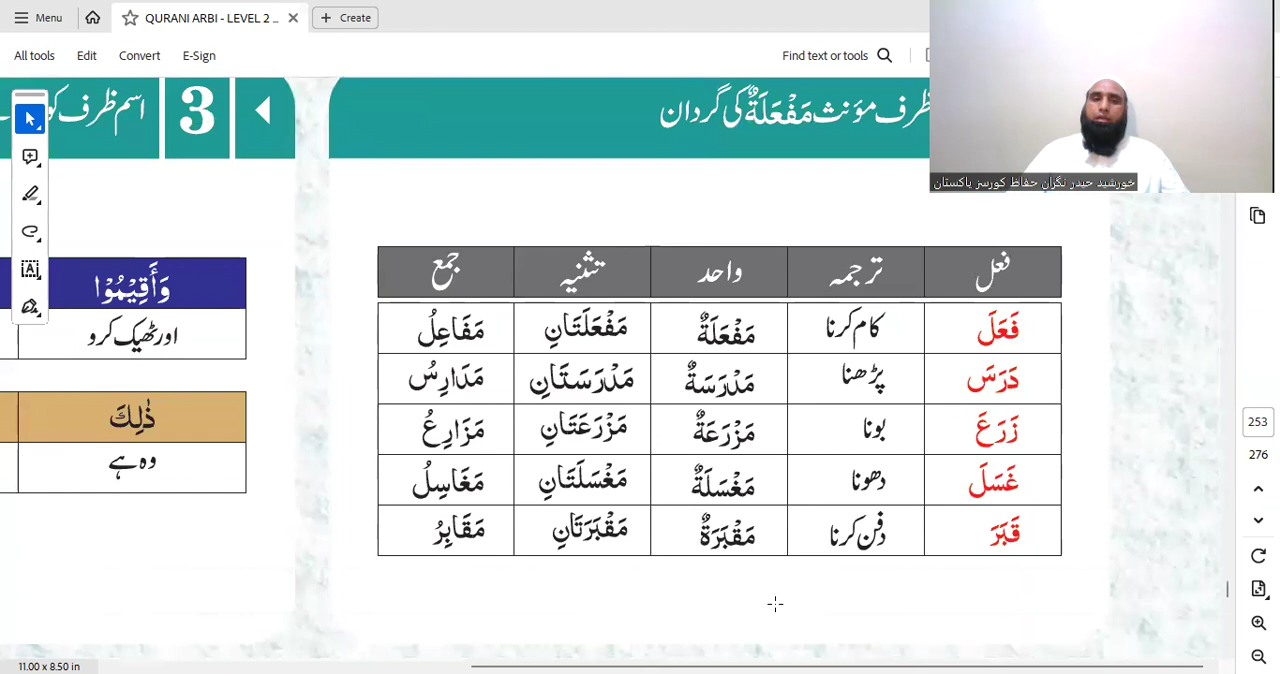 Menu
QURANI ARBI - LEVEL 2 ...
Create
All tools Edit Convert E-Sign
Find text or tools
ظرف مؤنث مَفْعَلَةٌ کی گردان
3
اسم ظرف
خورشید حیدر نگران حفاظ کورسز پاکستان
فعل ترجمہ واحد تثنیہ جمع
فَعَلَ کام کرنا مَفْعَلَةٌ مَفْعَلَتَانِ مَفَاعِلُ
دَرَسَ پڑھنا مَدْرَسَةٌ مَدْرَسَتَانِ مَدَارِسُ
زَرَعَ بونا مَزْرَعَةٌ مَزْرَعَتَانِ مَزَارِعُ
غَسَلَ دھونا مَغْسَلَةٌ مَغْسَلَتَانِ مَغَاسِلُ
قَبَرَ دفن کرنا مَقْبَرَةٌ مَقْبَرَتَانِ مَقَابِرُ
وَأَقِيْمُوْا
اور ٹھیک کرو
ذٰلِكَ
وہ ہے
253
276
11.00 x 8.50 in